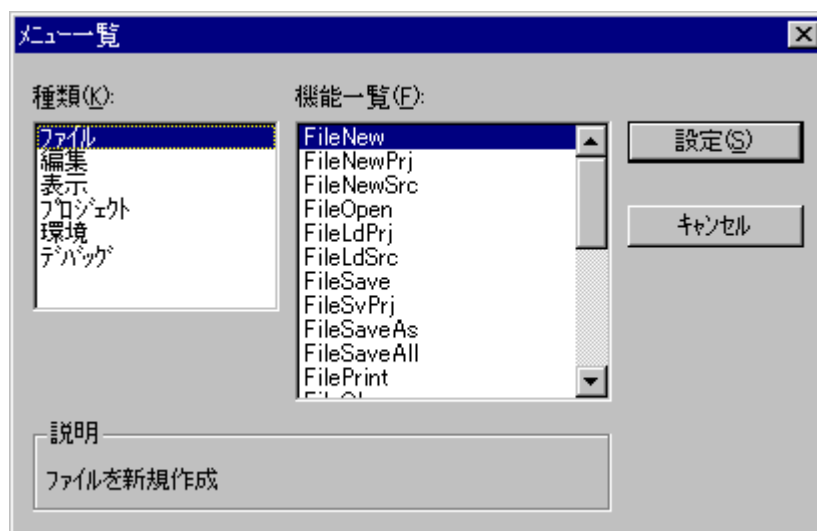 ﾒﾆｭｰ一覧
種類(K):
ﾌｧｲﾙ
編集
表示
ﾌﾟﾛｼﾞｪｸﾄ
環境
ﾃﾞﾊﾞｯｸﾞ
機能一覧(F):
FileNew
FileNewPrj
FileNewSrc
FileOpen
FileLdPrj
FileLdSrc
FileSave
FileSvPrj
FileSaveAs
FileSaveAll
FilePrint
設定(S)
ｷｬﾝｾﾙ
説明
ﾌｧｲﾙを新規作成